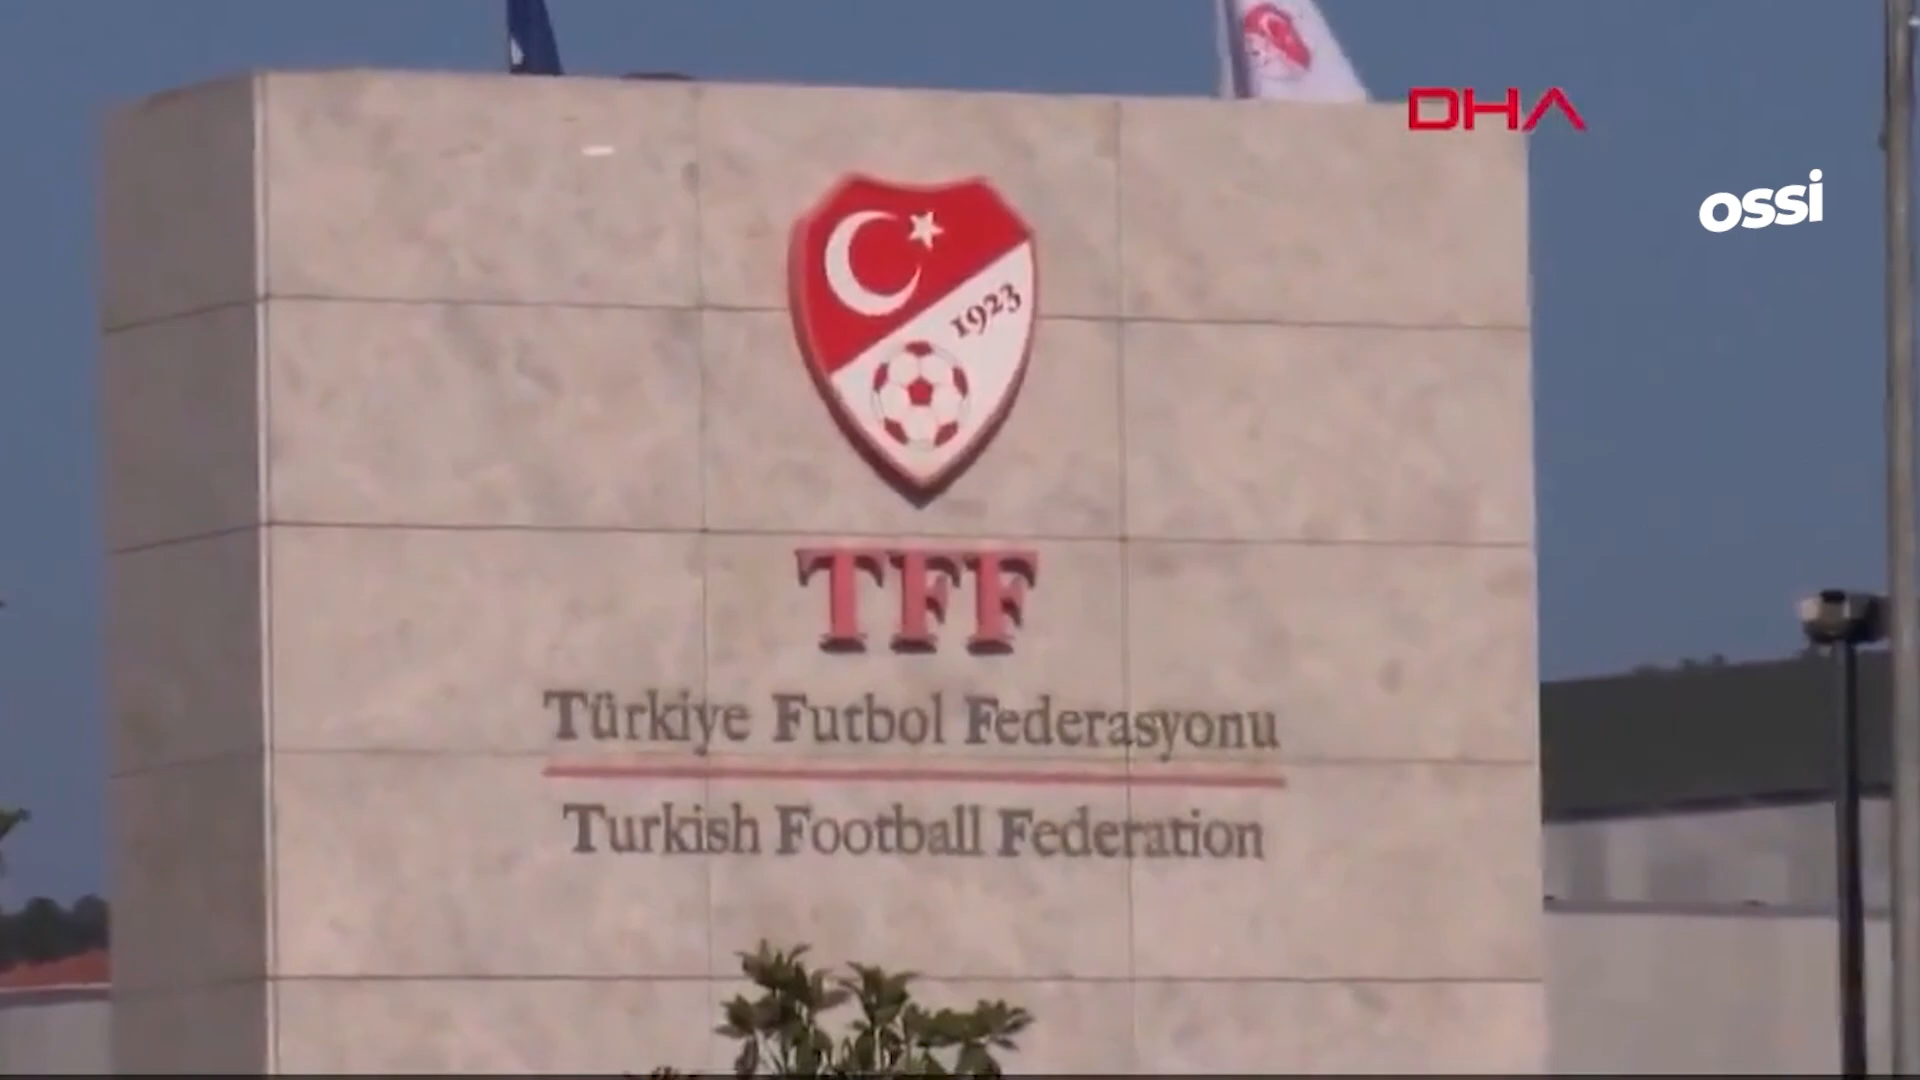 DHA
ossi
1923
TFF
Türkiye Futbol Federasyonu
Turkish Football Federation